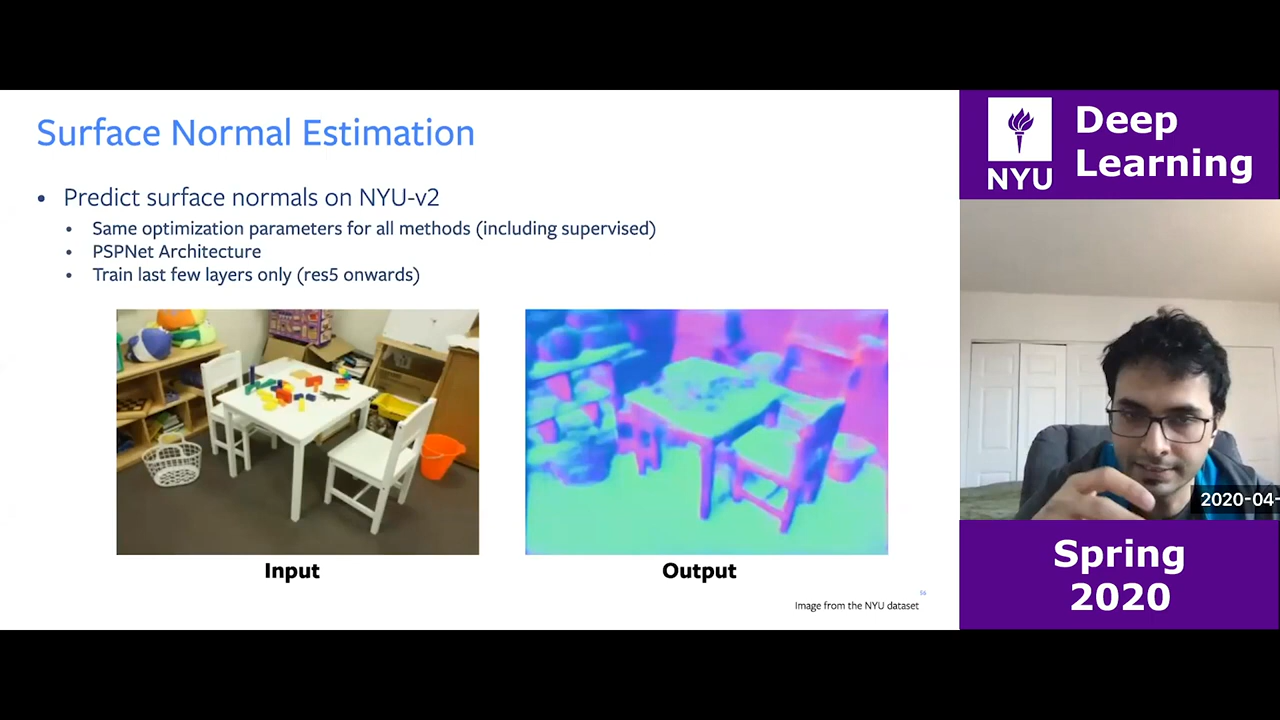 Surface Normal Estimation
• Predict surface normals on NYU-v2
• Same optimization parameters for all methods (including supervised)
• PSPNet Architecture
• Train last few layers only (res5 onwards)
Input
Output
56
Image from the NYU dataset
NYU
Deep
Learning
2020-04-
Spring
2020